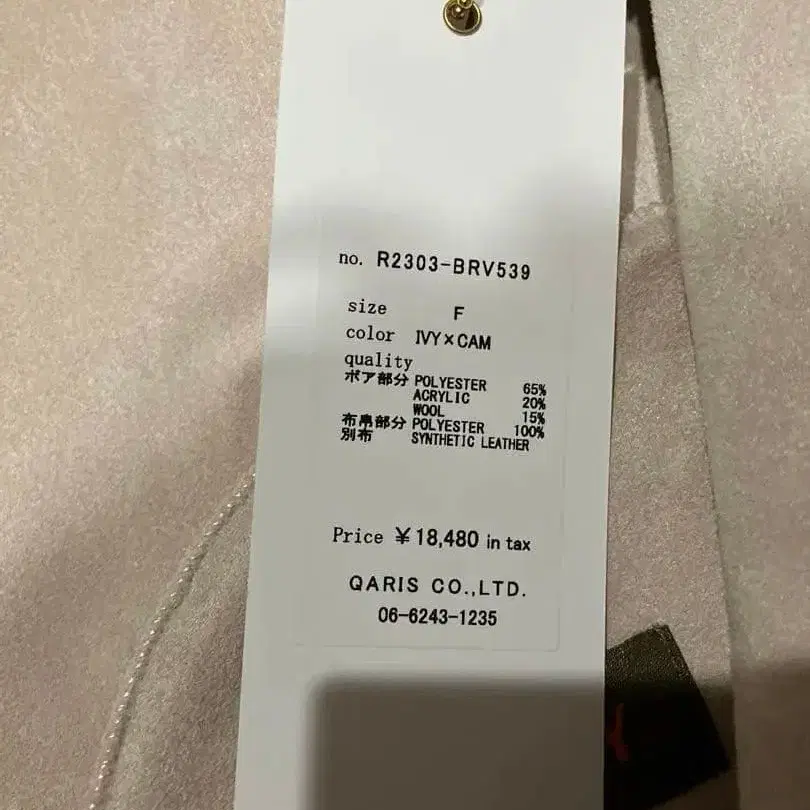 no. R2303-BRV539
size F
color IVY×CAM
quality
ボア部分 POLYESTER 65%
ACRYLIC 20%
WOOL 15%
布帛部分 POLYESTER 100%
別布 SYNTHETIC LEATHER
Price ¥18,480 in tax
QARIS CO.,LTD.
06-6243-1235